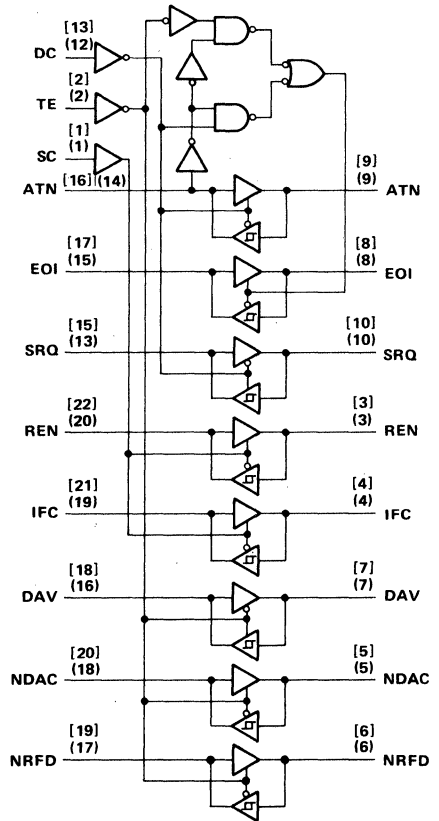 [13]
DC (12)
[2]
TE (2)
[1]
SC (1)
ATN [16] (14) [9] (9) ATN
[17] [8]
EOI (15) (8) EOI
[15] [10]
SRQ (13) (10) SRQ
[22] [3]
REN (20) (3) REN
[21] [4]
IFC (19) (4) IFC
[18] [7]
DAV (16) (7) DAV
[20] [5]
NDAC (18) (5) NDAC
[19] [6]
NRFD (17) (6) NRFD